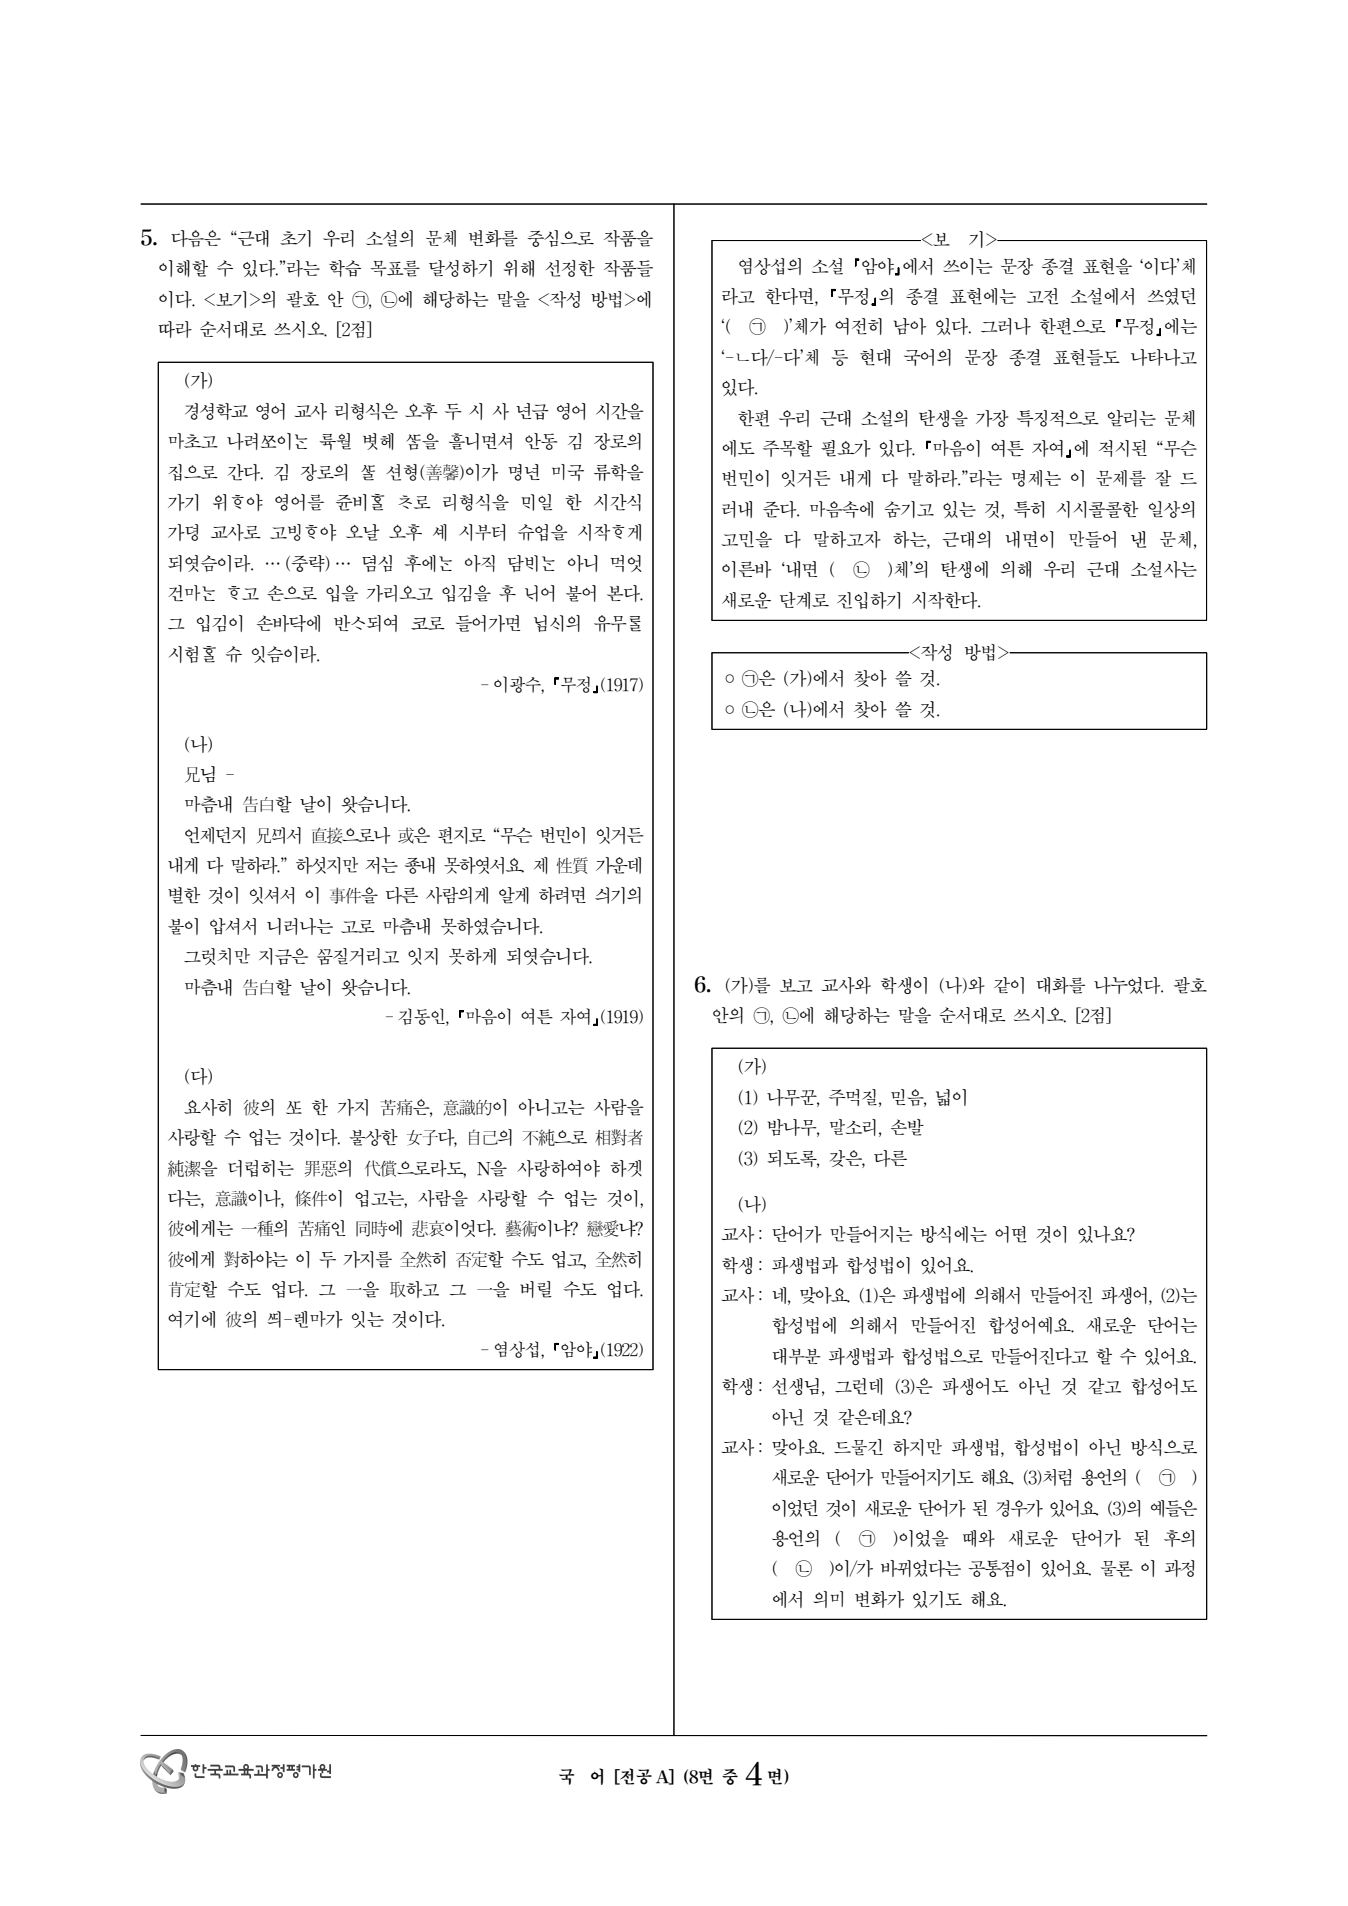 5. 다음은 “근대 초기 우리 소설의 문체 변화를 중심으로 작품을
이해할 수 있다.”라는 학습 목표를 달성하기 위해 선정한 작품들
이다. <보기>의 괄호 안 ㉠, ㉡에 해당하는 말을 <작성 방법>에
따라 순서대로 쓰시오. [2점]
(가)
경셩학교 영어 교사 리형식은 오후 두 시 사 년급 영어 시간을
마초고 나려쪼이ᄂᆞᆫ 륙월 볏헤 ᄯᅡᆷ을 흘니면셔 안동 김 장로의
집으로 간다. 김 장로의 ᄯᅡᆯ 션형(善馨)이가 명년 미국 류학을
가기 위ᄒᆞ야 영어를 쥰비ᄒᆞᆯ ᄎᆞ로 리형식을 ᄆᆡ일 한 시간식
가뎡 교사로 고빙ᄒᆞ야 오날 오후 세 시부터 슈업을 시작ᄒᆞ게
되엿슴이라. … (중략) … 뎜심 후에ᄂᆞᆫ 아직 담ᄇᆡᄂᆞᆫ 아니 먹엇
건마ᄂᆞᆫ ᄒᆞ고 손으로 입을 가리오고 입김을 후 ᄂᆡ어 불어 본다.
그 입김이 손바닥에 반ᄉᆞ되여 코로 들어가면 ᄂᆡᆷᄉᆡ의 유무를
시험ᄒᆞᆯ 슈 잇슴이라.
- 이광수, 『무정』(1917)
(나)
兄님 -
마츰내 告白할 날이 왓슴니다.
언제던지 兄ᄭᅴ서 直接으로나 或은 편지로 “무슨 번민이 잇거든
내게 다 말하라.” 하섯지만 저는 종내 못하엿서요. 제 性質 가운데
별한 것이 잇셔서 이 事件을 다른 사람의게 알게 하려면 싀기의
불이 압셔서 니러나는 고로 마츰내 못하였슴니다.
그럿치만 지금은 ᄭᅮᆷ질거리고 잇지 못하게 되엿슴니다.
마츰내 告白할 날이 왓슴니다.
- 김동인, 『마음이 여튼 자여』(1919)
(다)
요사히 彼의 ᄯᅩ 한 가지 苦痛은, 意識的이 아니고는 사람을
사랑할 수 업는 것이다. 불상한 女子다, 自己의 不純으로 相對者
純潔을 더럽히는 罪惡의 代償으로라도, N을 사랑하여야 하겟
다는, 意識이나, 條件이 업고는, 사람을 사랑할 수 업는 것이,
彼에게는 一種의 苦痛인 同時에 悲哀이엇다. 藝術이냐? 戀愛냐?
彼에게 對하야는 이 두 가지를 全然히 否定할 수도 업고, 全然히
肯定할 수도 업다. 그 一을 取하고 그 一을 버릴 수도 업다.
여기에 彼의 ᄯᅵ-렌마가 잇는 것이다.
- 염상섭, 『암야』(1922)
<보 기>
염상섭의 소설 『암야』에서 쓰이는 문장 종결 표현을 ‘이다’체
라고 한다면, 『무정』의 종결 표현에는 고전 소설에서 쓰였던
‘( ㉠ )’체가 여전히 남아 있다. 그러나 한편으로 『무정』에는
‘-ㄴ다/-다’체 등 현대 국어의 문장 종결 표현들도 나타나고
있다.
한편 우리 근대 소설의 탄생을 가장 특징적으로 알리는 문체
에도 주목할 필요가 있다. 『마음이 여튼 자여』에 적시된 “무슨
번민이 잇거든 내게 다 말하라.”라는 명제는 이 문제를 잘 드
러내 준다. 마음속에 숨기고 있는 것, 특히 시시콜콜한 일상의
고민을 다 말하고자 하는, 근대의 내면이 만들어 낸 문체,
이른바 ‘내면 ( ㉡ )체’의 탄생에 의해 우리 근대 소설사는
새로운 단계로 진입하기 시작한다.
<작성 방법>
○ ㉠은 (가)에서 찾아 쓸 것.
○ ㉡은 (나)에서 찾아 쓸 것.
6. (가)를 보고 교사와 학생이 (나)와 같이 대화를 나누었다. 괄호
안의 ㉠, ㉡에 해당하는 말을 순서대로 쓰시오. [2점]
(가)
(1) 나무꾼, 주먹질, 믿음, 넓이
(2) 밤나무, 말소리, 손발
(3) 되도록, 갖은, 다른
(나)
교사 : 단어가 만들어지는 방식에는 어떤 것이 있나요?
학생 : 파생법과 합성법이 있어요.
교사 : 네, 맞아요. (1)은 파생법에 의해서 만들어진 파생어, (2)는
합성법에 의해서 만들어진 합성어예요. 새로운 단어는
대부분 파생법과 합성법으로 만들어진다고 할 수 있어요.
학생 : 선생님, 그런데 (3)은 파생어도 아닌 것 같고 합성어도
아닌 것 같은데요?
교사 : 맞아요. 드물긴 하지만 파생법, 합성법이 아닌 방식으로
새로운 단어가 만들어지기도 해요. (3)처럼 용언의 ( ㉠ )
이었던 것이 새로운 단어가 된 경우가 있어요. (3)의 예들은
용언의 ( ㉠ )이었을 때와 새로운 단어가 된 후의
( ㉡ )이/가 바뀌었다는 공통점이 있어요. 물론 이 과정
에서 의미 변화가 있기도 해요.
한국교육과정평가원
국 어 [전공 A] (8면 중 4 면)